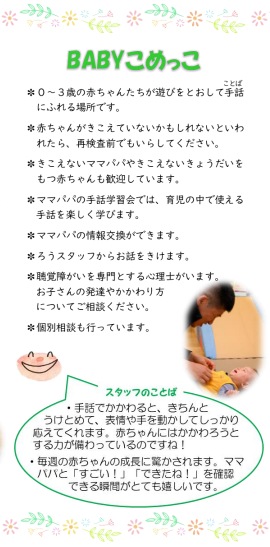 BABYこめっこ
✽０～３歳の赤ちゃんたちが遊びをとおして手話
ことば
にふれる場所です。
✽赤ちゃんがきこえていないかもしれないといわ
れたら、再検査前でもいらしてください。
✽きこえないママパパやきこえないきょうだいを
もつ赤ちゃんも歓迎しています。
✽ママパパの手話学習会では、育児の中で使える
手話を楽しく学びます。
✽ママパパの情報交換ができます。
✽ろうスタッフからお話をきけます。
✽聴覚障がいを専門とする心理士がいます。
お子さんの発達やかかわり方
についてご相談ください。
✽個別相談も行っています。
スタッフのことば
・手話でかかわると、きちんと
うけとめて、表情や手を動かしてしっかり
応えてくれます。赤ちゃんにはかかわろうと
する力が備わっているのですね！
・毎週の赤ちゃんの成長に驚かされます。ママ
パパと「すごい！」「できたね！」を確認
できる瞬間がとても嬉しいです。